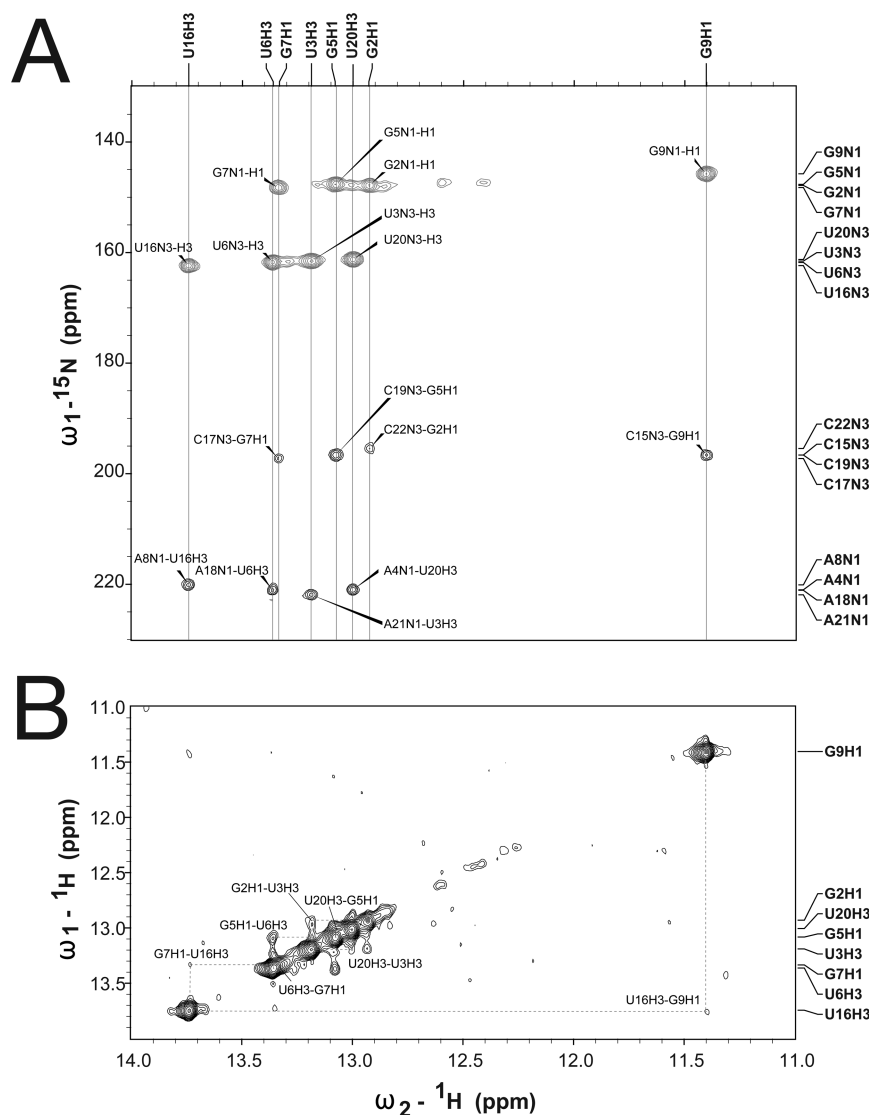 A
U16H3
U6H3
G7H1
U3H3
G5H1
U20H3
G2H1
G9H1
140
160
180
200
220
ω1-15N (ppm)
G5N1-H1
G2N1-H1
G9N1-H1
G7N1-H1
U3N3-H3
U16N3-H3
U6N3-H3
U20N3-H3
C19N3-G5H1
C22N3-G2H1
C17N3-G7H1
C15N3-G9H1
A8N1-U16H3
A18N1-U6H3
A4N1-U20H3
A21N1-U3H3
G9N1
G5N1
G2N1
G7N1
U20N3
U3N3
U6N3
U16N3
C22N3
C15N3
C19N3
C17N3
A8N1
A4N1
A18N1
A21N1
B
11.0
11.5
12.0
12.5
13.0
13.5
ω1 - 1H (ppm)
G2H1-U3H3
U20H3-G5H1
G5H1-U6H3
G7H1-U16H3
U20H3-U3H3
U6H3-G7H1
U16H3-G9H1
G9H1
G2H1
U20H3
G5H1
U3H3
G7H1
U6H3
U16H3
14.0 13.5 13.0 12.5 12.0 11.5 11.0
ω2 - 1H (ppm)